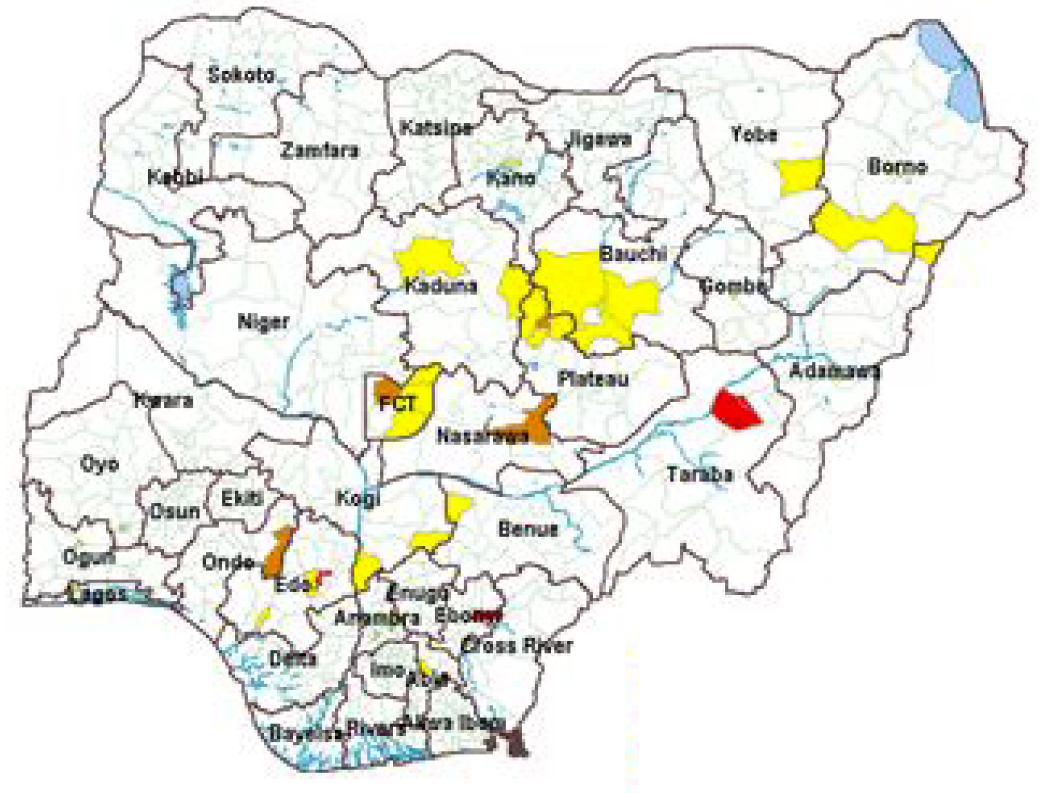 Sokoto
Katsina
Zamfara
Jigawa
Yobe
Borno
Kebbi
Kano
Bauchi
Kaduna
Gombe
Niger
Adamawa
Plateau
FCT
Kwara
Nasarawa
Oyo
Taraba
Ekiti
Kogi
Osun
Benue
Ogun
Ondo
Edo
Lagos
Enugu
Anambra
Ebonyi
Cross River
Delta
Imo
Abia
Bayelsa
Rivers
Akwa Ibom